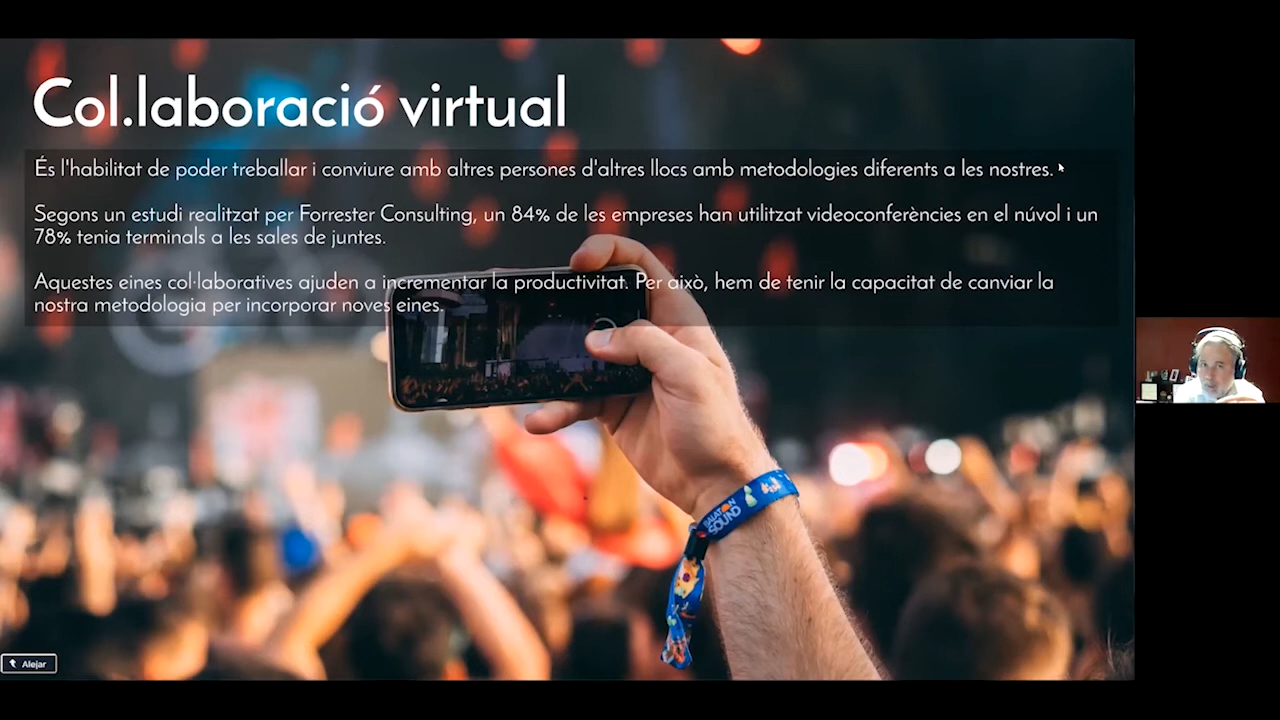 Col.laboració virtual
És l'habilitat de poder treballar i conviure amb altres persones d'altres llocs amb metodologies diferents a les nostres.
Segons un estudi realitzat per Forrester Consulting, un 84% de les empreses han utilitzat videoconferències en el núvol i un
78% tenia terminals a les sales de juntes.
Aquestes eines col·laboratives ajuden a incrementar la productivitat. Per això, hem de tenir la capacitat de canviar la
nostra metodologia per incorporar noves eines.
BALATON
SOUND
Alejar